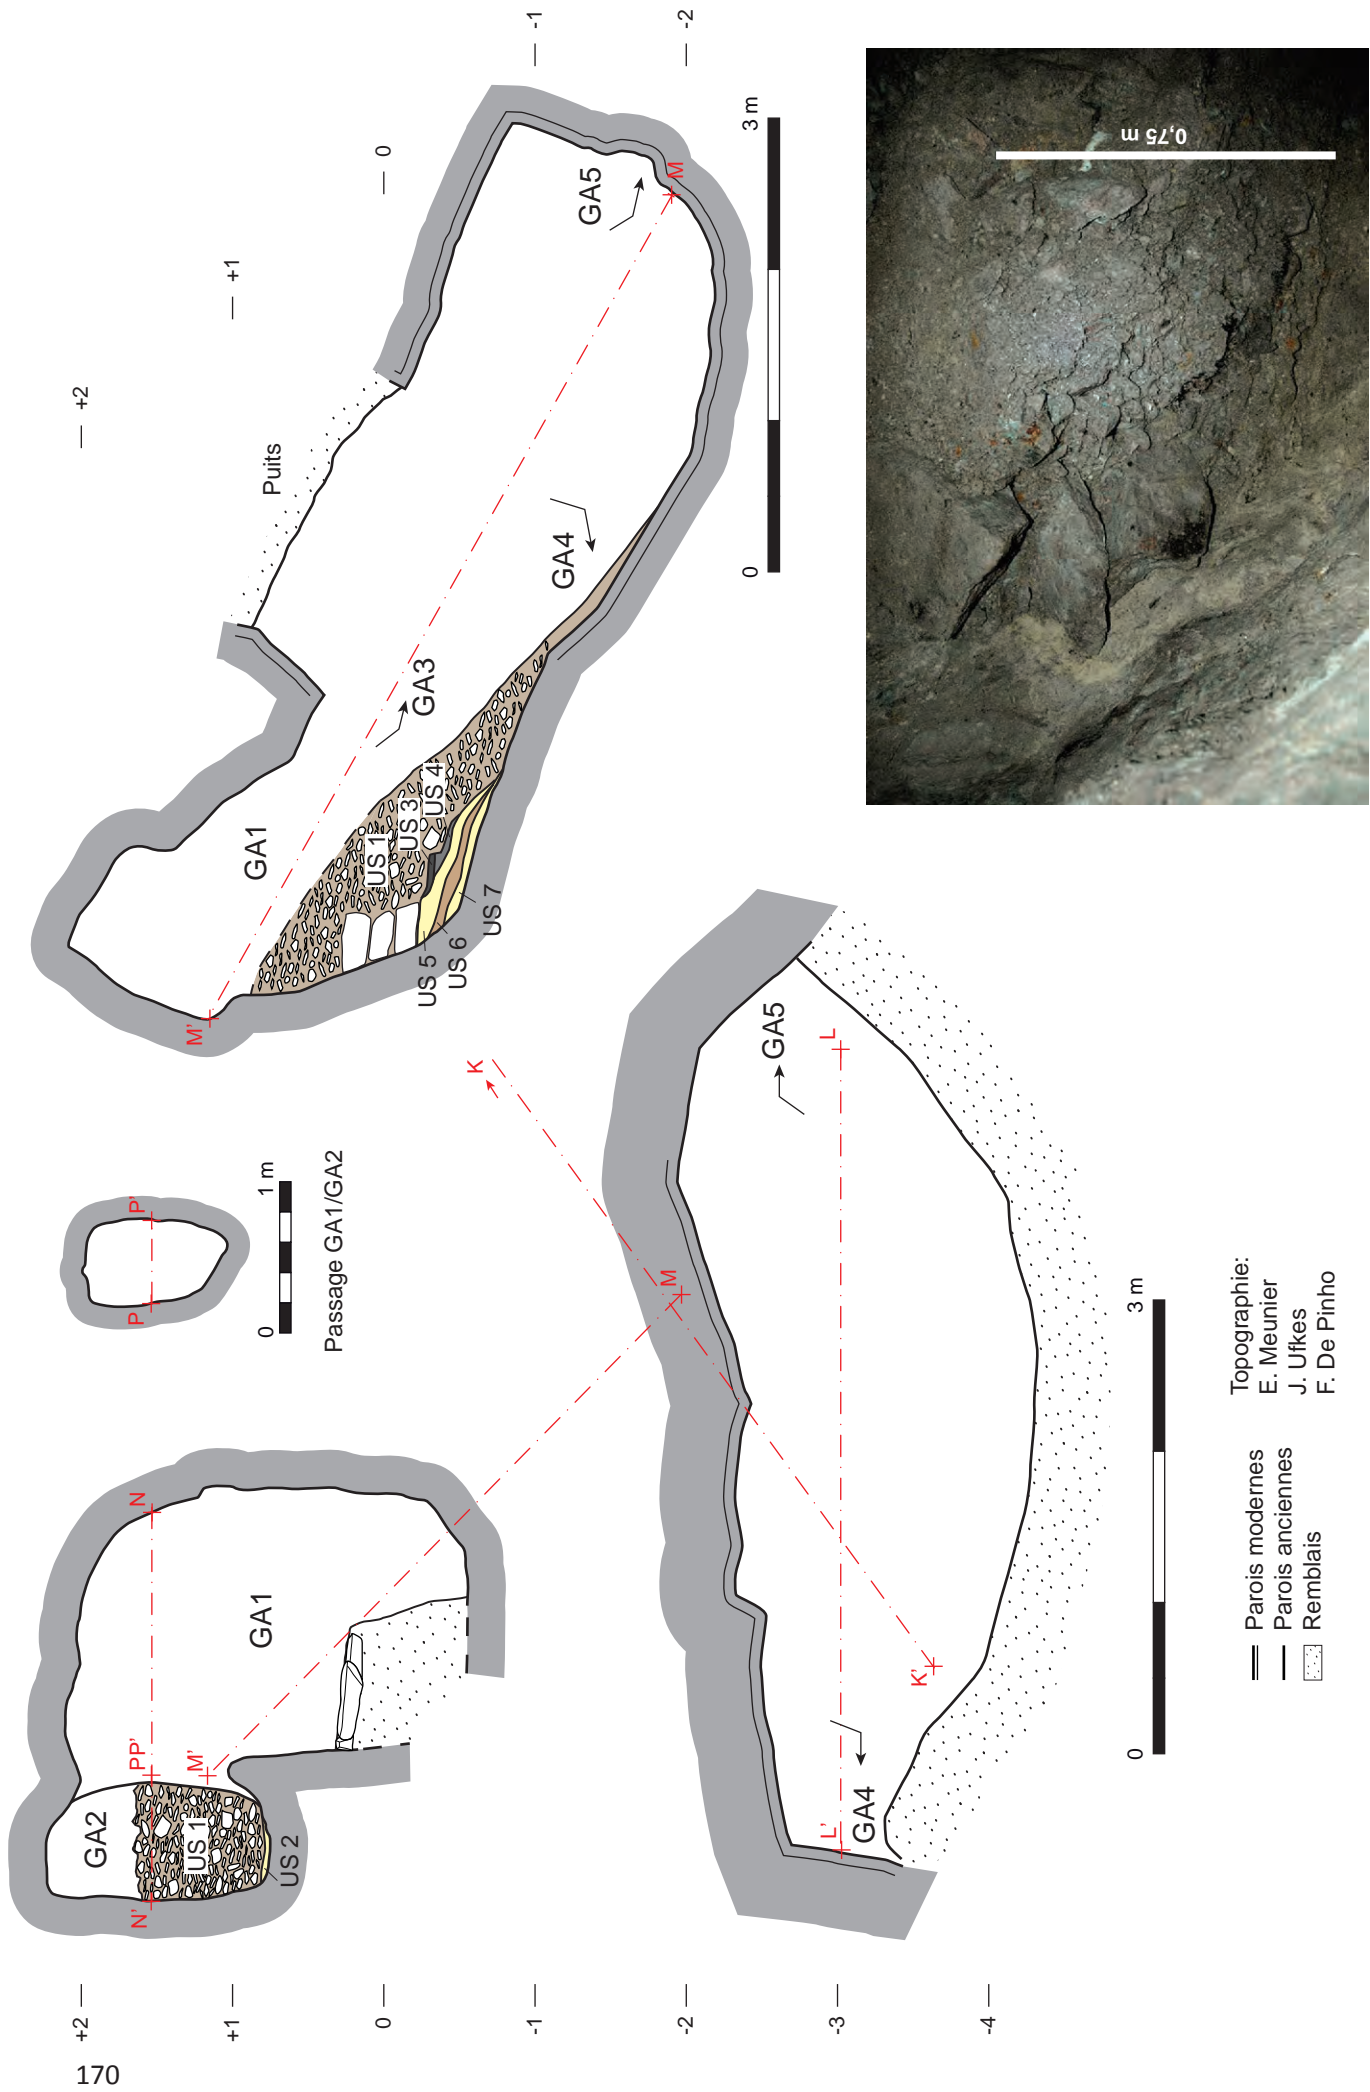 -1
-2
0
+1
+2
Puits
GA1
GA3
GA4
GA5
M
M'
US 1
US 3
US 4
US 5
US 6
US 7
0
3 m
0,75 m
K
P
P'
0
1 m
Passage GA1/GA2
N'
PP'
N
GA2
GA1
US 1
US 2
M'
M
GA5
L
L'
GA4
K'
0
3 m
+2
+1
0
-1
-2
-3
-4
Parois modernes
Parois anciennes
Remblais
Topographie:
E. Meunier
J. Ufkes
F. De Pinho
170